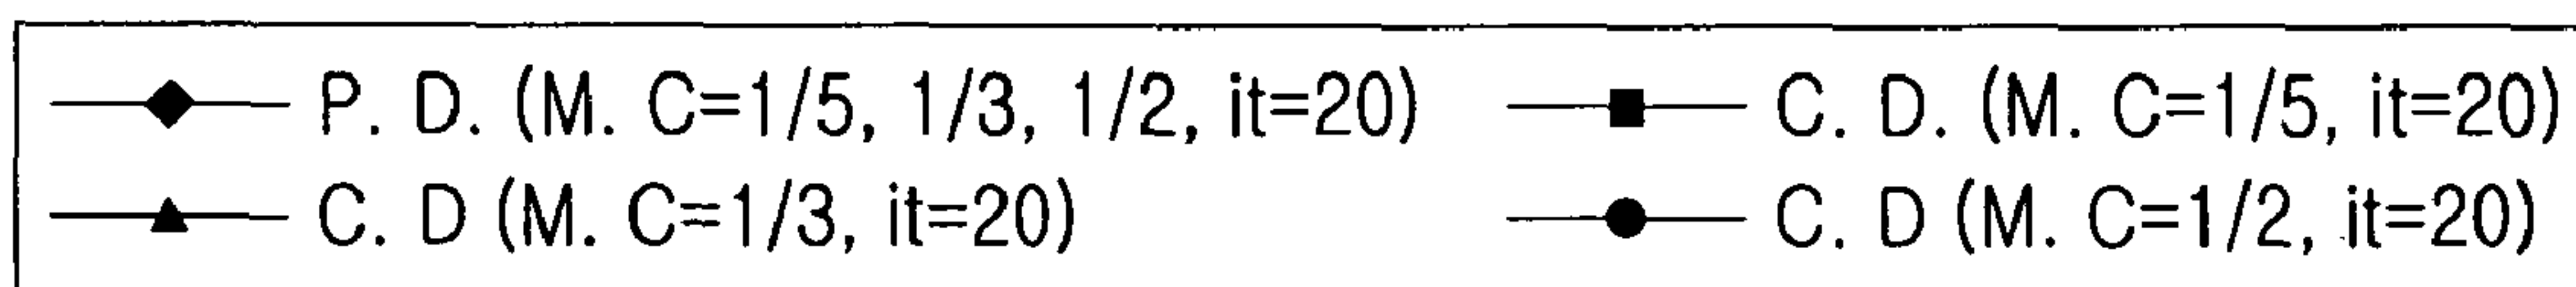 P. D. (M. C=1/5, 1/3, 1/2, it=20) C. D. (M. C=1/5, it=20)
C. D (M. C=1/3, it=20) C. D (M. C=1/2, it=20)